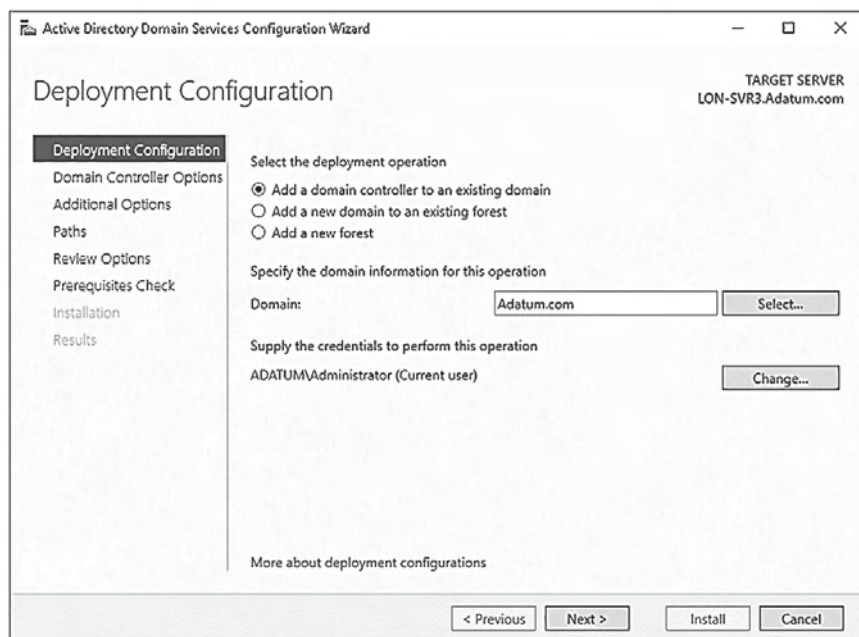 Active Directory Domain Services Configuration Wizard
Deployment Configuration
TARGET SERVER
LON-SVR3.Adatum.com
Deployment Configuration
Domain Controller Options
Additional Options
Paths
Review Options
Prerequisites Check
Installation
Results
Select the deployment operation
Add a domain controller to an existing domain
Add a new domain to an existing forest
Add a new forest
Specify the domain information for this operation
Domain: Adatum.com Select...
Supply the credentials to perform this operation
ADATUM\Administrator (Current user) Change...
More about deployment configurations
< Previous Next > Install Cancel